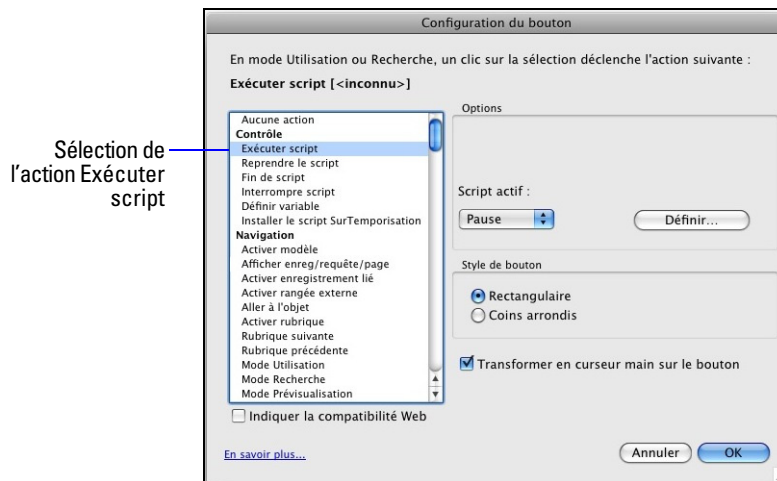 Configuration du bouton
En mode Utilisation ou Recherche, un clic sur la sélection déclenche l'action suivante :
Exécuter script [<inconnu>]
Sélection de
l'action Exécuter
script
Aucune action
Contrôle
Exécuter script
Reprendre le script
Fin de script
Interrompre script
Définir variable
Installer le script SurTemporisation
Navigation
Activer modèle
Afficher enreg/requête/page
Activer enregistrement lié
Activer rangée externe
Aller à l'objet
Activer rubrique
Rubrique suivante
Rubrique précédente
Mode Utilisation
Mode Recherche
Mode Prévisualisation
Options
Script actif :
Pause
Définir...
Style de bouton
Rectangulaire
Coins arrondis
Transformer en curseur main sur le bouton
Indiquer la compatibilité Web
En savoir plus...
Annuler
OK